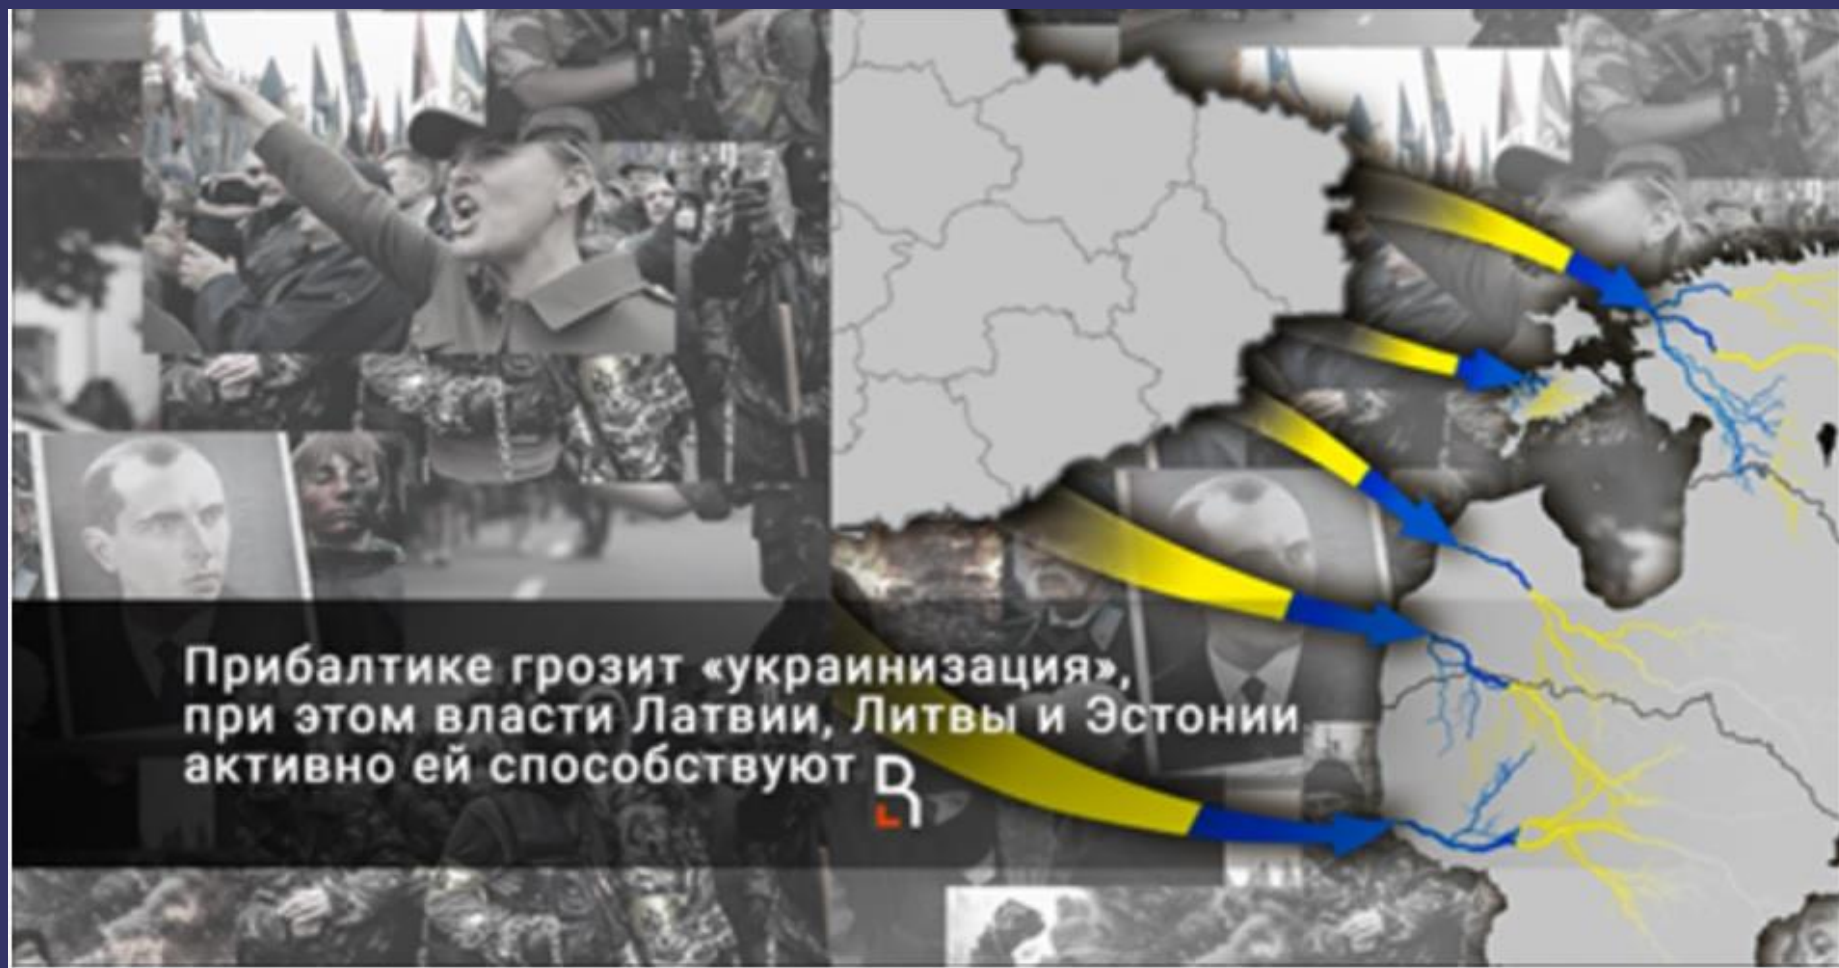 Прибалтике грозит «украинизация»,
при этом власти Латвии, Литвы и Эстонии
активно ей способствуют